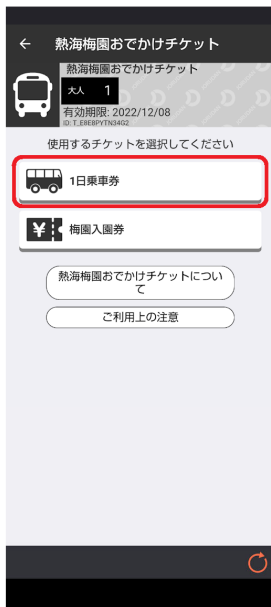 ← 熱海梅園おでかけチケット
熱海梅園おでかけチケット
大人 1
有効期限: 2022/12/08
ID: T_E8E8PYTN34G2
使用するチケットを選択してください
1日乗車券
¥ 梅園入園券
熱海梅園おでかけチケットについ
て
ご利用上の注意